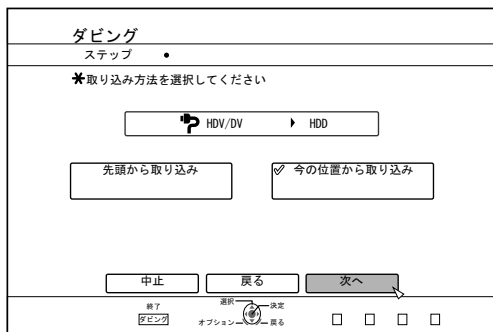 ダビング
ステップ
取り込み方法を選択してください
HDV/DV HDD
先頭から取り込み
今の位置から取り込み
中止
戻る
次へ
終了
ダビング
選択
決定
オプション
戻る